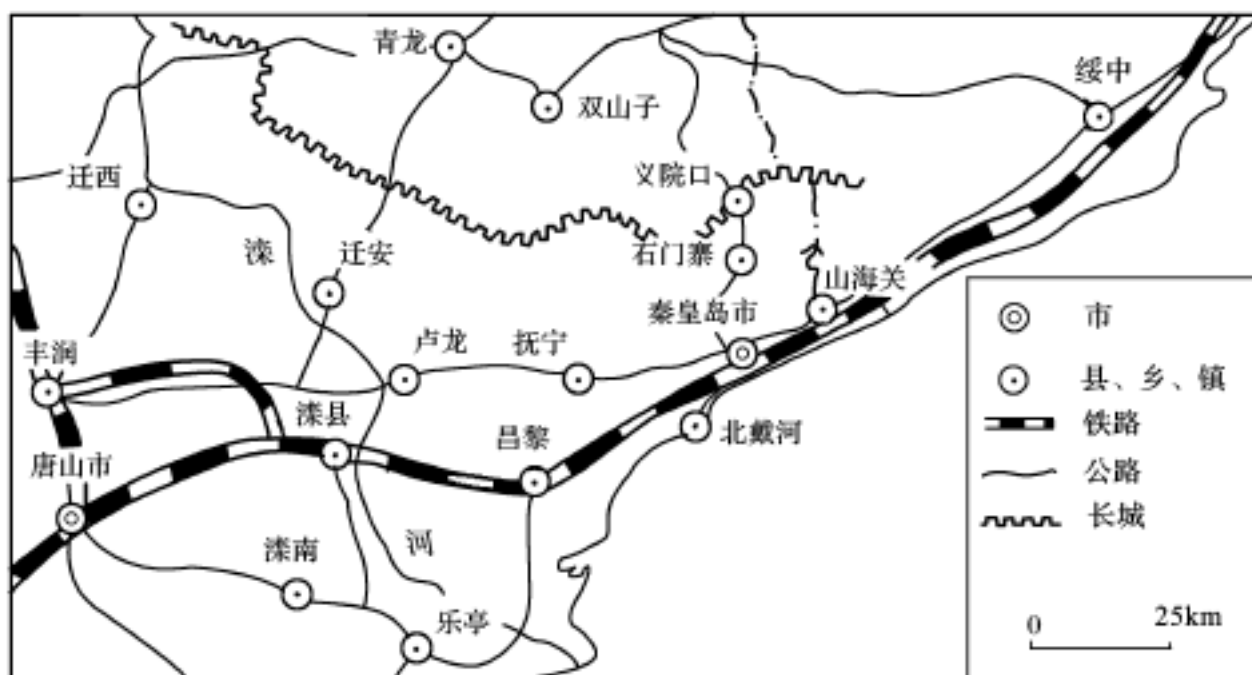 青龙
双山子
绥中
迁西
义院口
滦
迁安
石门寨
山海关
秦皇岛市
丰润
卢龙
抚宁
滦县
昌黎
北戴河
唐山市
滦南
河
乐亭
市
县、乡、镇
铁路
公路
长城
0
25km